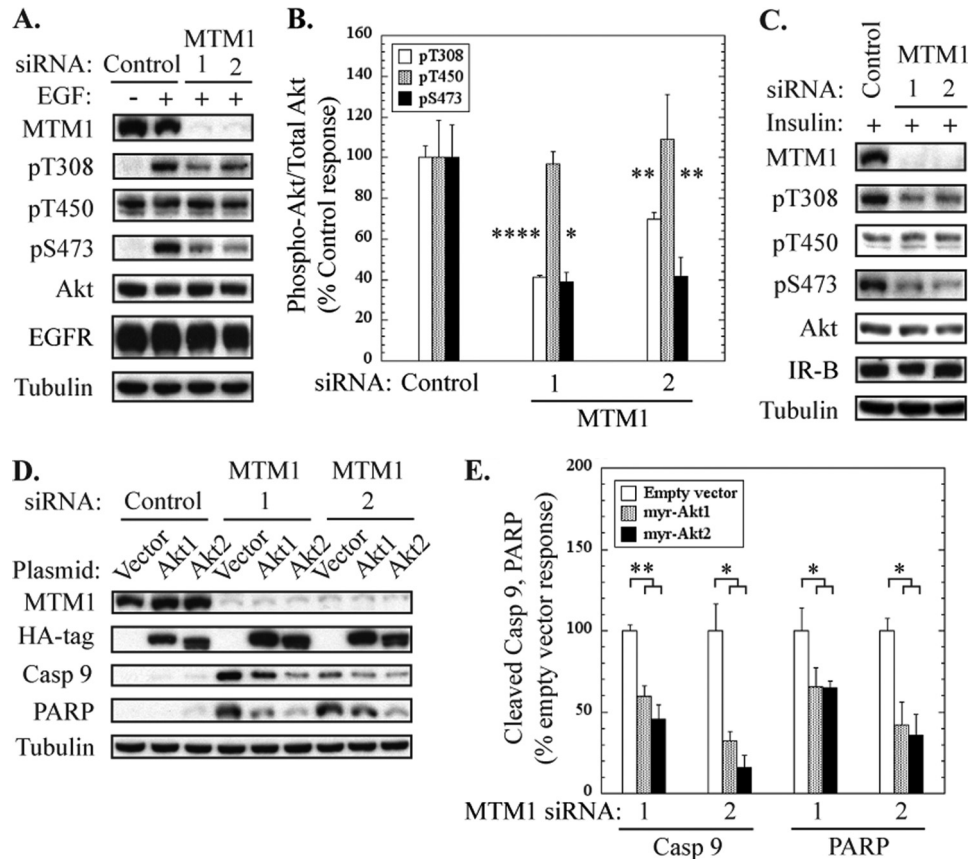 A.
MTM1
siRNA: Control 1 2
EGF: - + + +
MTM1
pT308
pT450
pS473
Akt
EGFR
Tubulin
B.
160
140
120
100
80
60
40
20
0
Phospho-Akt/Total Akt
(% Control response)
pT308
pT450
pS473
**** *
** **
siRNA: Control 1 2
MTM1
C.
Control
MTM1
siRNA: 1 2
Insulin: + + +
MTM1
pT308
pT450
pS473
Akt
IR-B
Tubulin
D.
MTM1 MTM1
siRNA: Control 1 2
Plasmid: Vector Akt1 Akt2 Vector Akt1 Akt2 Vector Akt1 Akt2
MTM1
HA-tag
Casp 9
PARP
Tubulin
E.
200
150
100
50
0
Cleaved Casp 9, PARP
(% empty vector response)
Empty vector
myr-Akt1
myr-Akt2
** * * *
MTM1 siRNA: 1 2 1 2
Casp 9 PARP